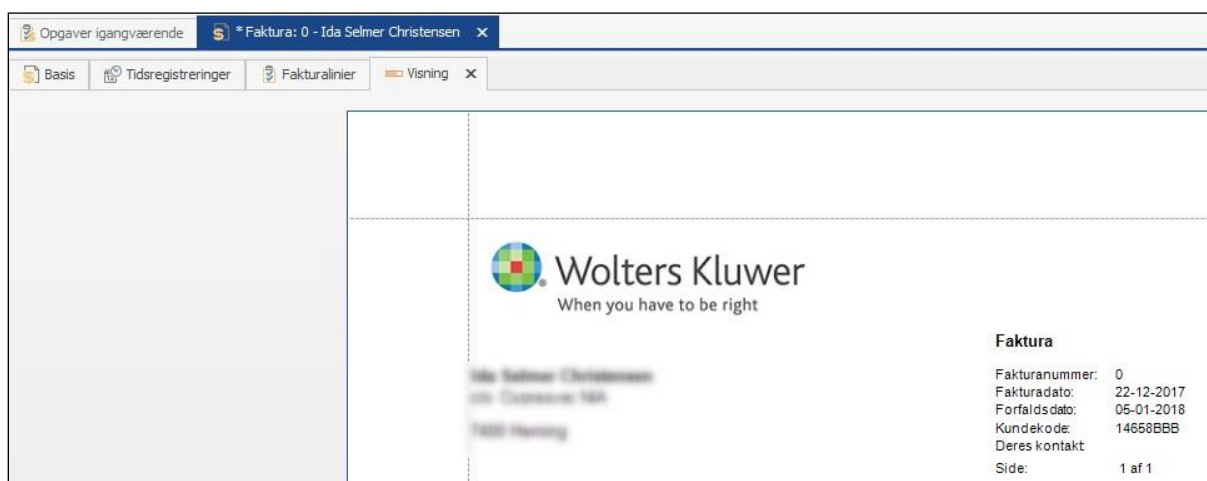 Opgaver igangværende
* Faktura: 0 - Ida Selmer Christensen X
Basis
Tidsregistreringer
Fakturalinier
Visning X
Wolters Kluwer
When you have to be right
Faktura
Fakturanummer: 0
Fakturadato: 22-12-2017
Forfaldsdato: 05-01-2018
Kundekode: 14658BBB
Deres kontakt:
Side: 1 af 1